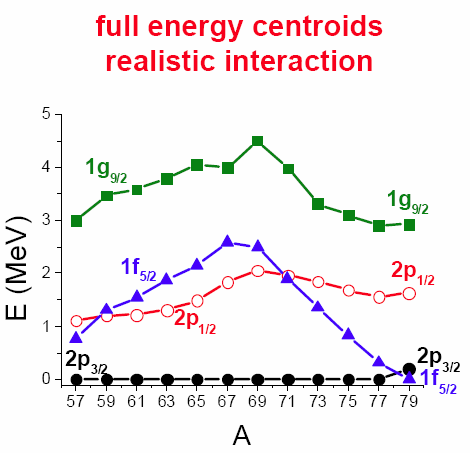 full energy centroids
realistic interaction
5
4
3
2
1
0
E (MeV)
1g9/2
1g9/2
1f5/2
2p1/2
2p1/2
2p3/2
2p3/2
1f5/2
57 59 61 63 65 67 69 71 73 75 77 79
A